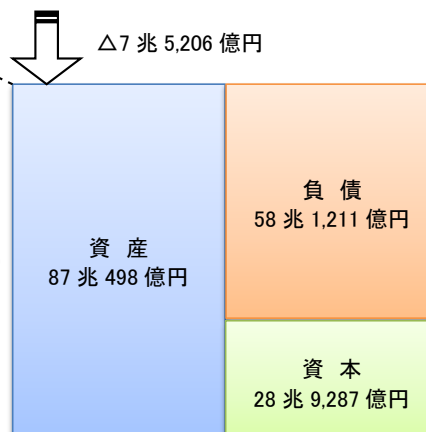 △7 兆 5,206 億円
負 債
58 兆 1,211 億円
資 産
87 兆 498 億円
資 本
28 兆 9,287 億円